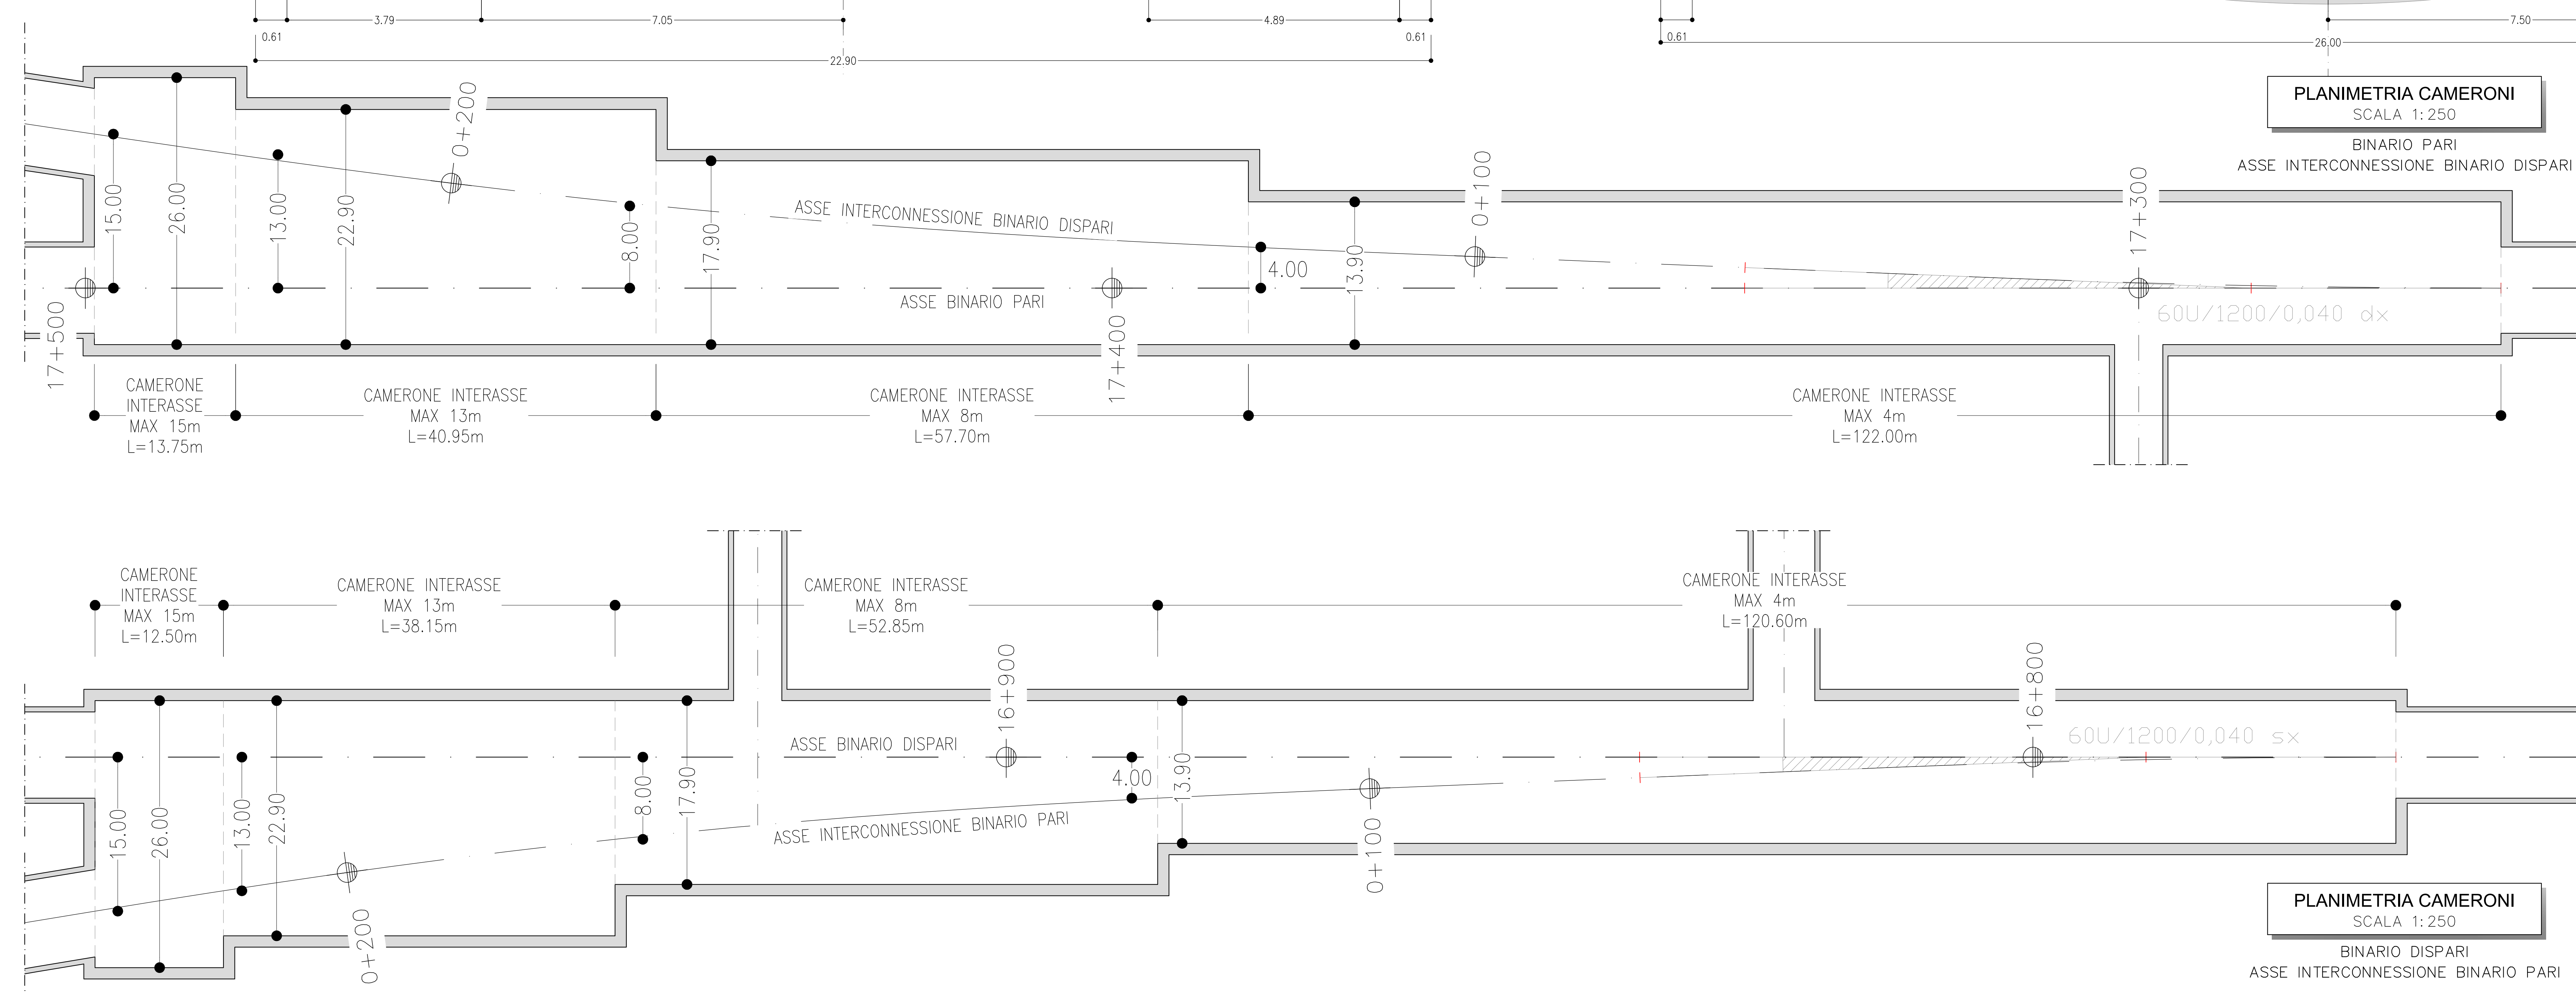 3.79
7.05
4.89
7.50
0.61
0.61
0.61
26.00
22.90
PLANIMETRIA CAMERONI
SCALA 1:250
BINARIO PARI
ASSE INTERCONNESSIONE BINARIO DISPARI
0+200
0+100
17+300
15.00
26.00
13.00
22.90
8.00
17.90
ASSE INTERCONNESSIONE BINARIO DISPARI
4.00
13.90
ASSE BINARIO PARI
60U/1200/0,040 dx
17+500
17+400
CAMERONE
INTERASSE
MAX 15m
L=13.75m
CAMERONE INTERASSE
MAX 13m
L=40.95m
CAMERONE INTERASSE
MAX 8m
L=57.70m
CAMERONE INTERASSE
MAX 4m
L=122.00m
CAMERONE
INTERASSE
MAX 15m
L=12.50m
CAMERONE INTERASSE
MAX 13m
L=38.15m
CAMERONE INTERASSE
MAX 8m
L=52.85m
CAMERONE INTERASSE
MAX 4m
L=120.60m
16+900
16+800
ASSE BINARIO DISPARI
60U/1200/0,040 sx
15.00
26.00
13.00
22.90
8.00
17.90
4.00
13.90
ASSE INTERCONNESSIONE BINARIO PARI
0+200
0+100
PLANIMETRIA CAMERONI
SCALA 1:250
BINARIO DISPARI
ASSE INTERCONNESSIONE BINARIO PARI